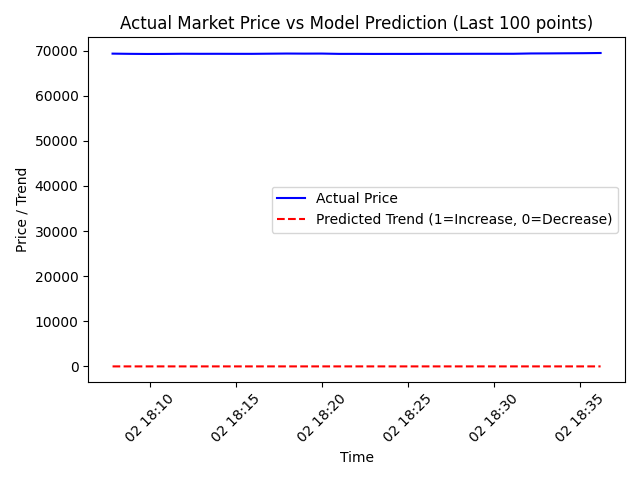 Actual Market Price vs Model Prediction (Last 100 points)
70000
60000
50000
40000
30000
20000
10000
0
Price / Trend
Actual Price
Predicted Trend (1=Increase, 0=Decrease)
02 18:10
02 18:15
02 18:20
02 18:25
02 18:30
02 18:35
Time